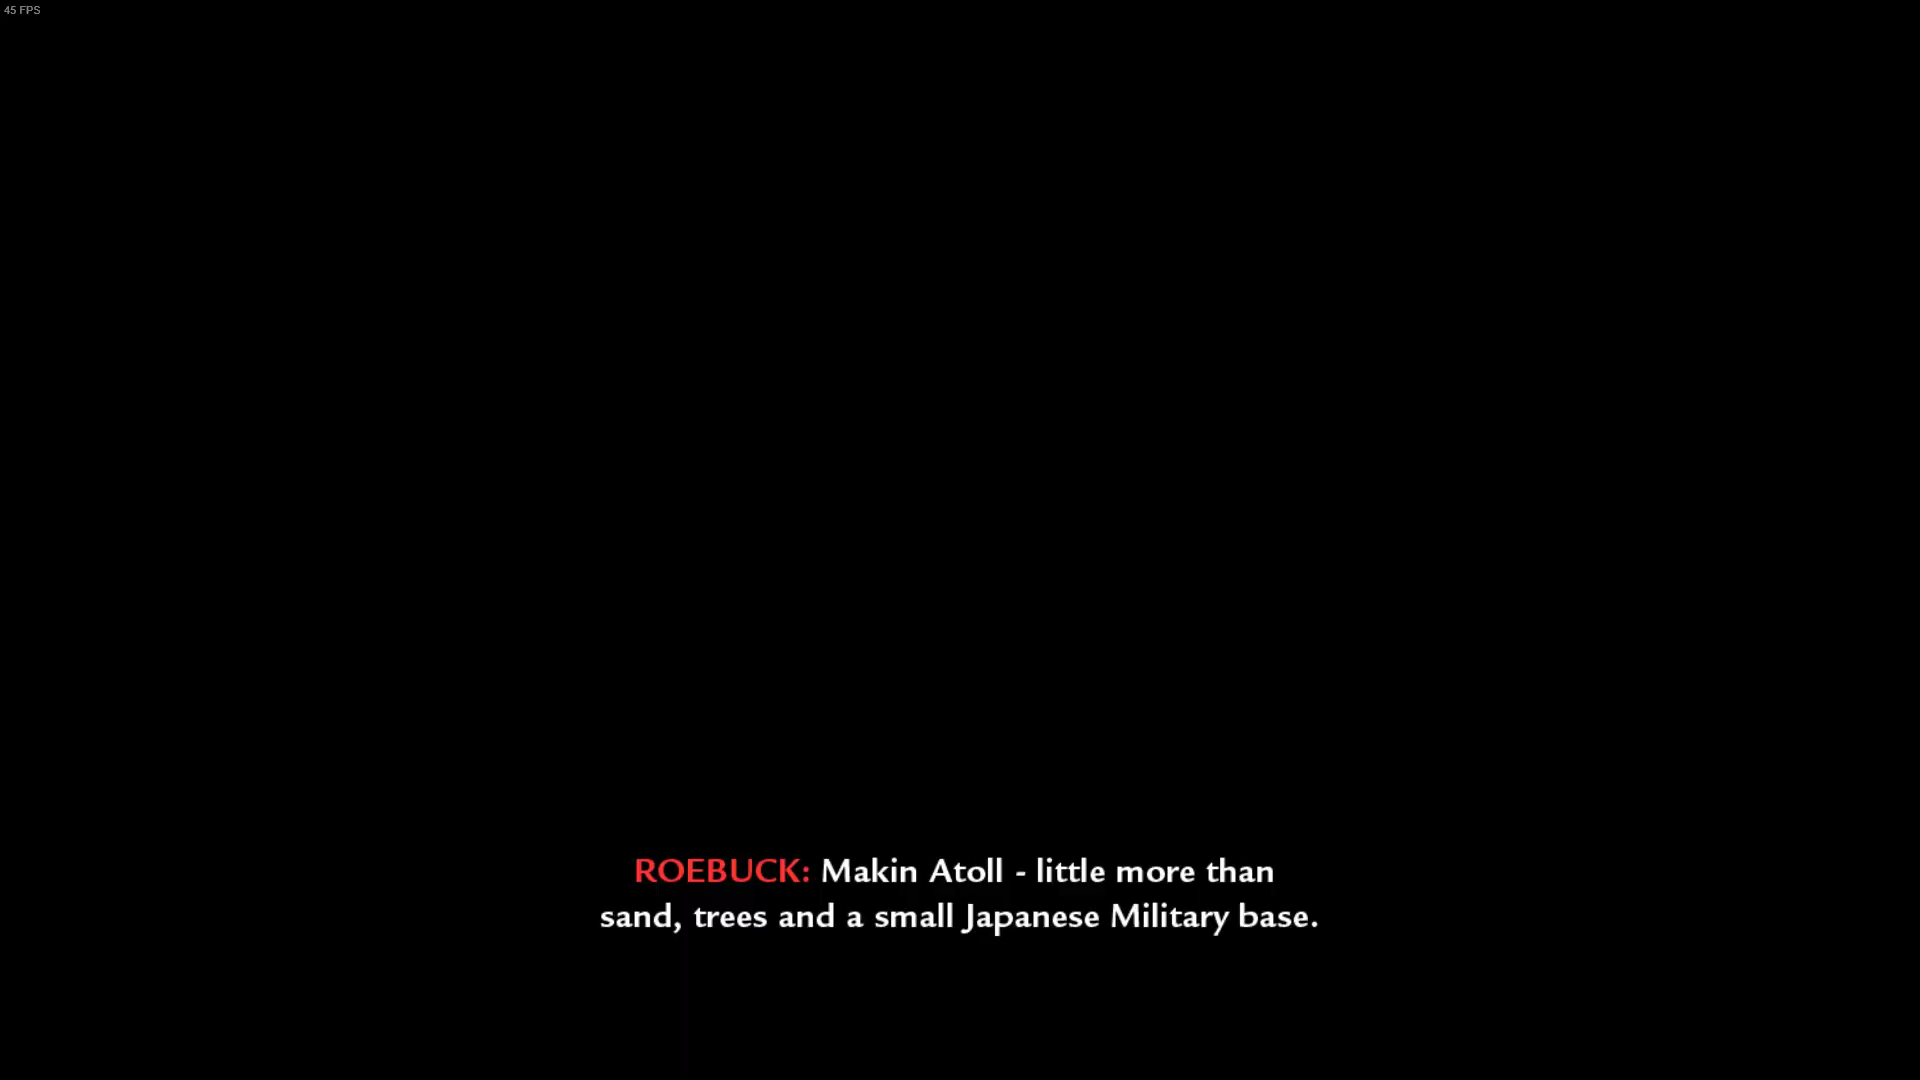 45 FPS
ROEBUCK: Makin Atoll - little more than
sand, trees and a small Japanese Military base.